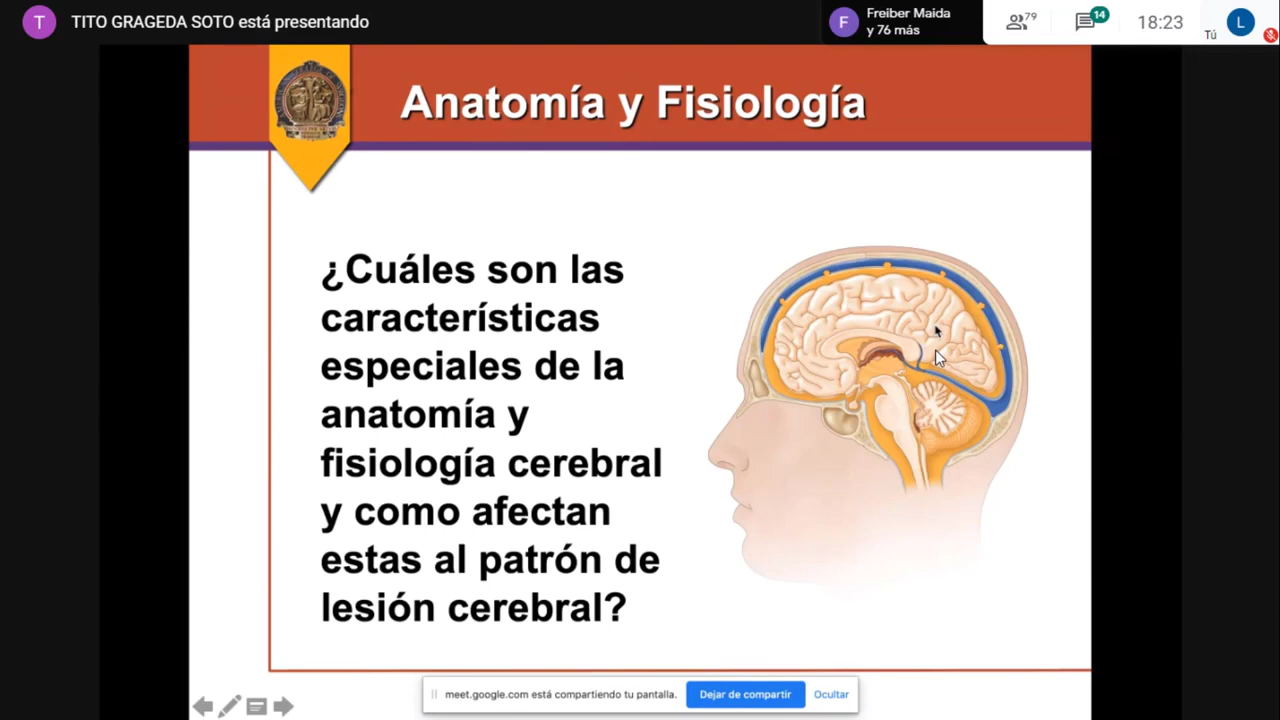 T TITO GRAGEDA SOTO está presentando
F Freiber Maida
y 76 más
79
14
18:23
Tú
L
Anatomía y Fisiología
¿Cuáles son las
características
especiales de la
anatomía y
fisiología cerebral
y como afectan
estas al patrón de
lesión cerebral?
meet.google.com está compartiendo tu pantalla.
Dejar de compartir
Ocultar